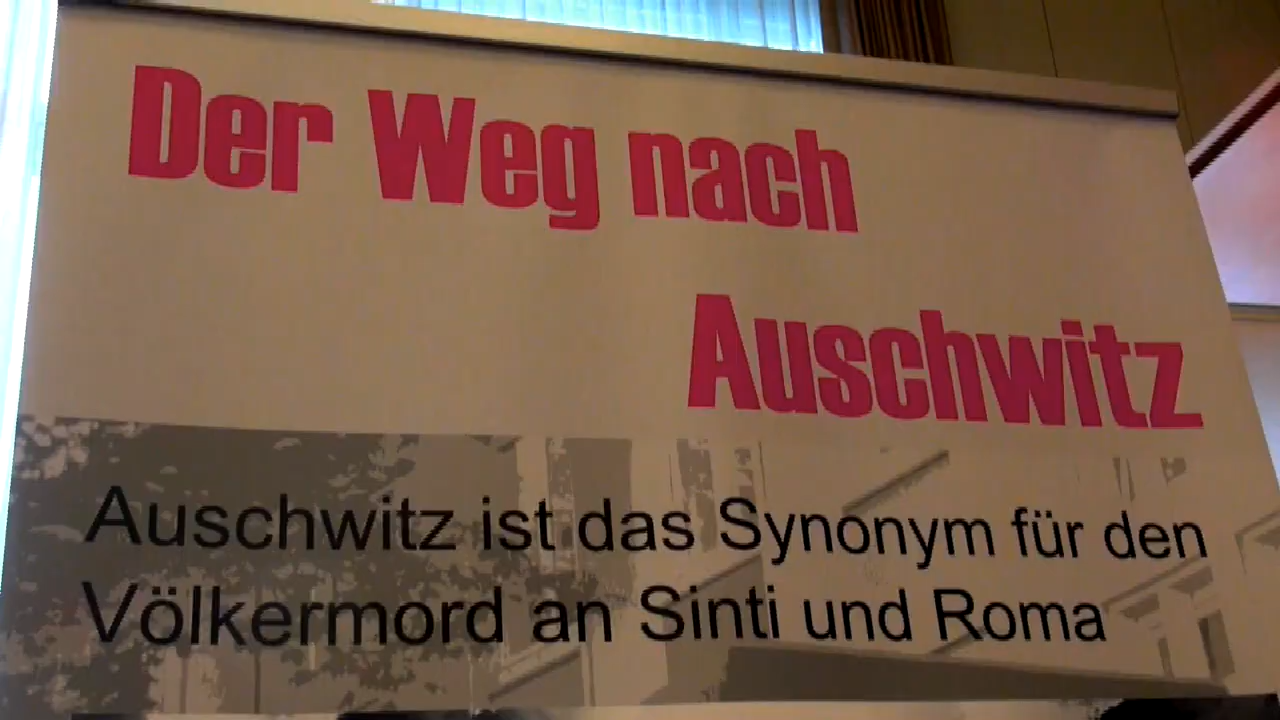 Der Weg nach
Auschwitz
Auschwitz ist das Synonym für den
Völkermord an Sinti und Roma